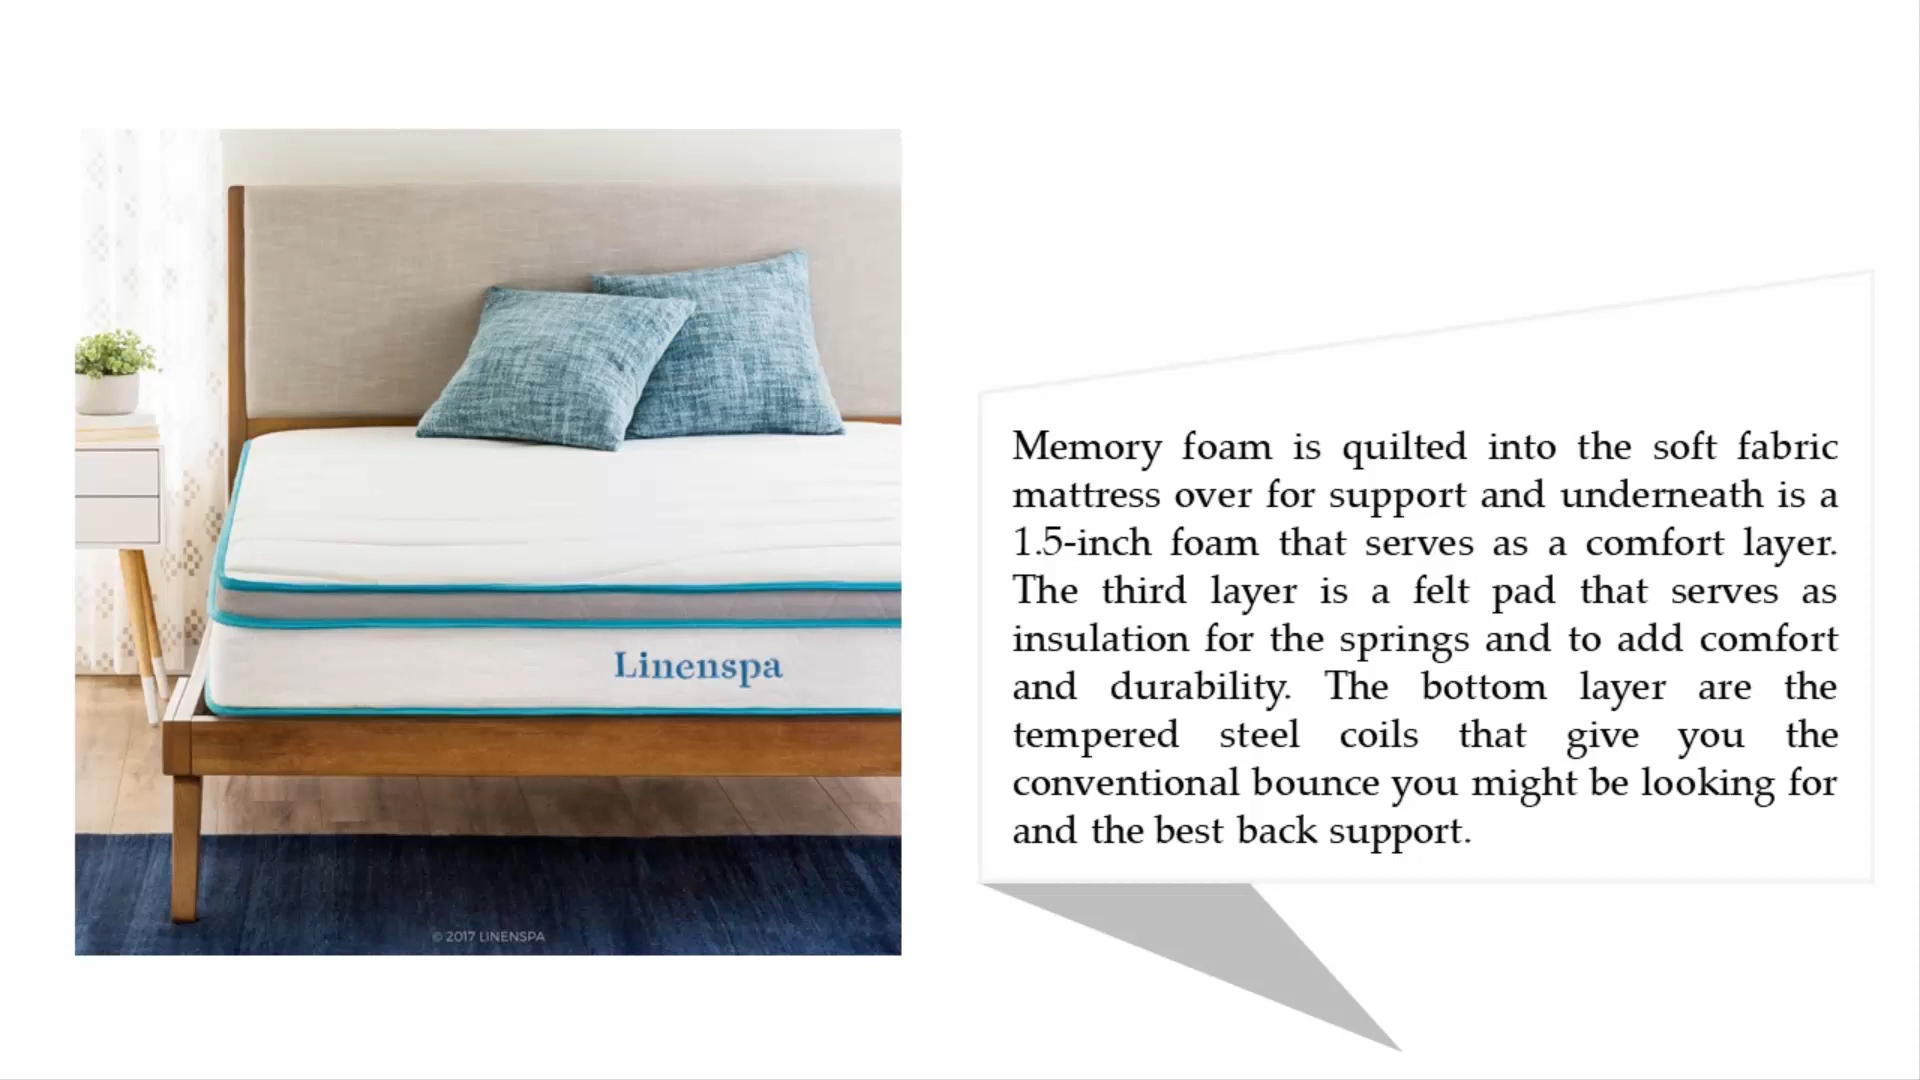 Linenspa
© 2017 LINENSPA
Memory foam is quilted into the soft fabric
mattress over for support and underneath is a
1.5-inch foam that serves as a comfort layer.
The third layer is a felt pad that serves as
insulation for the springs and to add comfort
and durability. The bottom layer are the
tempered steel coils that give you the
conventional bounce you might be looking for
and the best back support.